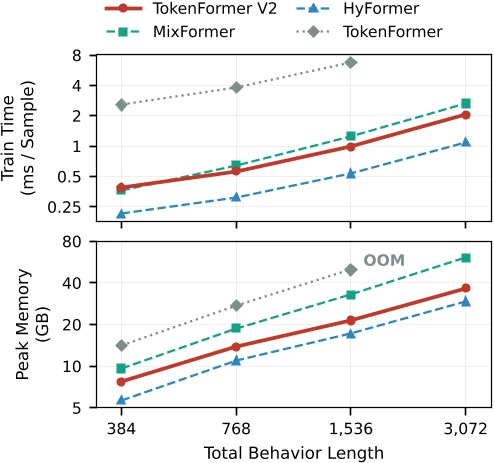 TokenFormer V2
HyFormer
MixFormer
TokenFormer
Train Time
(ms / Sample)
8
4
2
1
0.5
0.25
Peak Memory
(GB)
80
40
20
10
5
OOM
384
768
1,536
3,072
Total Behavior Length